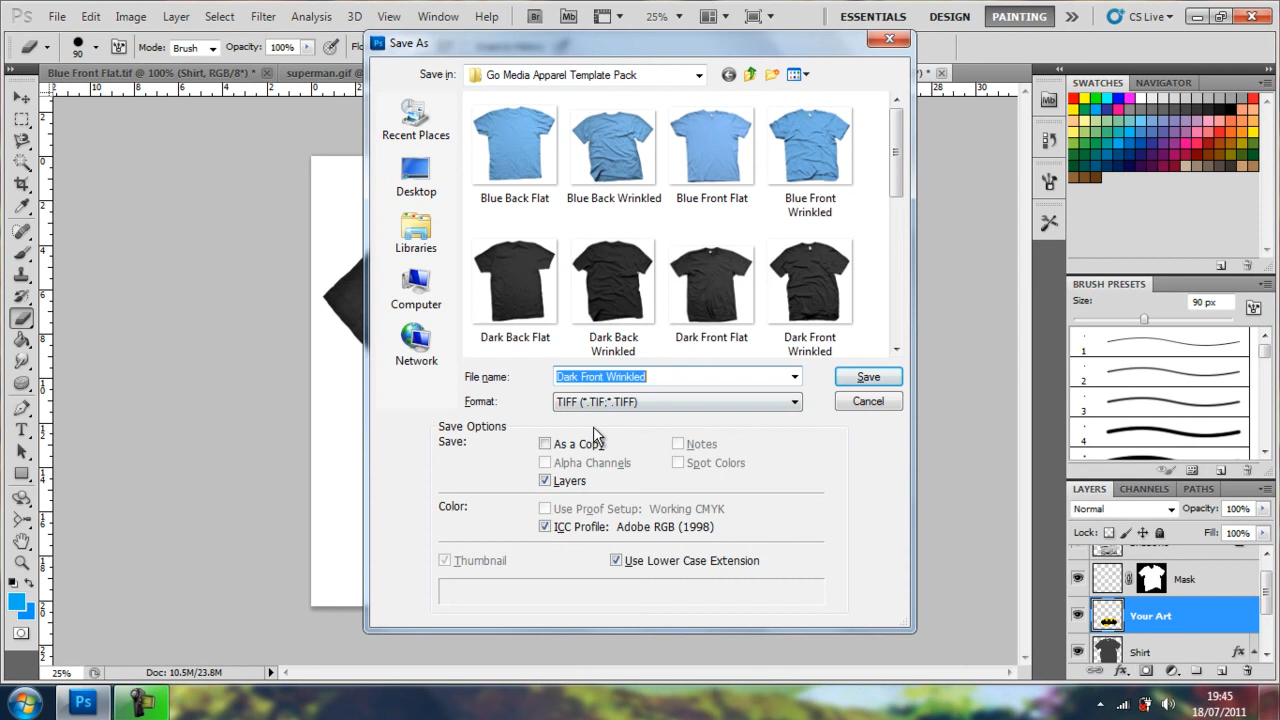 Ps File Edit Image Layer Select Filter Analysis 3D View Window Help Br Mb 25% ESSENTIALS DESIGN PAINTING CS Live
90 Mode: Brush Opacity: 100%
Blue Front Flat.tif @ 100% (Shirt, RGB/8*) superman.gif @
Save As
Save in: Go Media Apparel Template Pack
Recent Places
Desktop
Libraries
Computer
Network
Blue Back Flat
Blue Back Wrinkled
Blue Front Flat
Blue Front
Wrinkled
Dark Back Flat
Dark Back
Wrinkled
Dark Front Flat
Dark Front
Wrinkled
File name: Dark Front Wrinkled Save
Format: TIFF (*.TIF;*.TIFF) Cancel
Save Options
Save: As a Copy Notes
Alpha Channels Spot Colors
Layers
Color: Use Proof Setup: Working CMYK
ICC Profile: Adobe RGB (1998)
Thumbnail Use Lower Case Extension
SWATCHES NAVIGATOR
Mb
BRUSH PRESETS
Size: 90 px
1
2
3
4
LAYERS CHANNELS PATHS
Normal Opacity: 100%
Lock: Fill: 100%
Mask
Your Art
Shirt fx
25% Doc: 10.5M/23.8M
Ps
19:45
18/07/2011